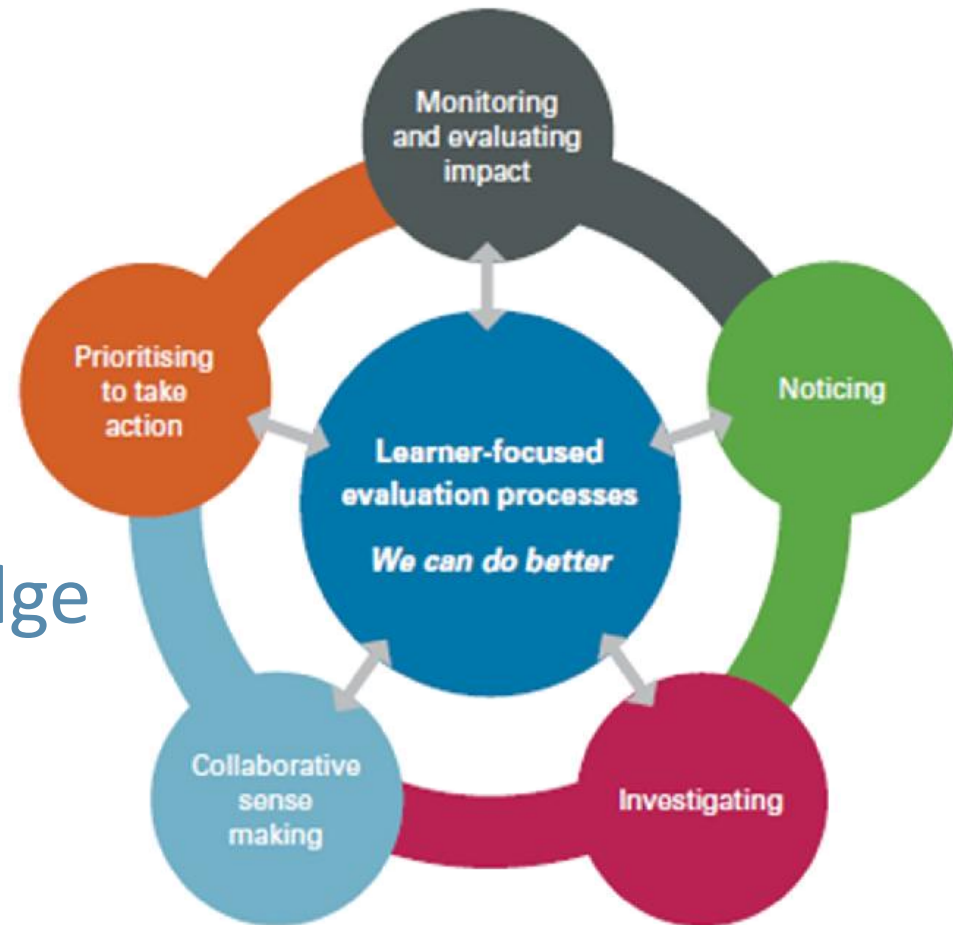 Monitoring
and evaluating
impact
Noticing
Investigating
Collaborative
sense
making
Prioritising
to take
action
Learner-focused
evaluation processes
We can do better
dge